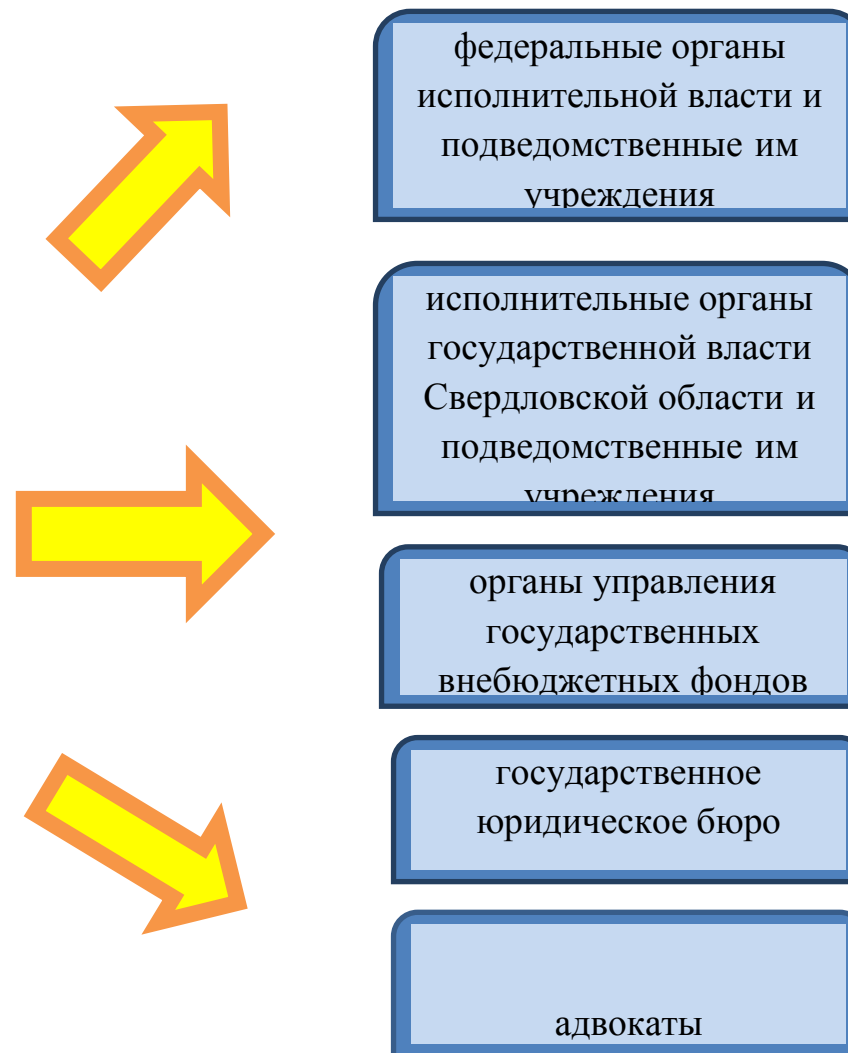 федеральные органы
исполнительной власти и
подведомственные им
учреждения
исполнительные органы
государственной власти
Свердловской области и
подведомственные им
учреждения
органы управления
государственных
внебюджетных фондов
государственное
юридическое бюро
адвокаты